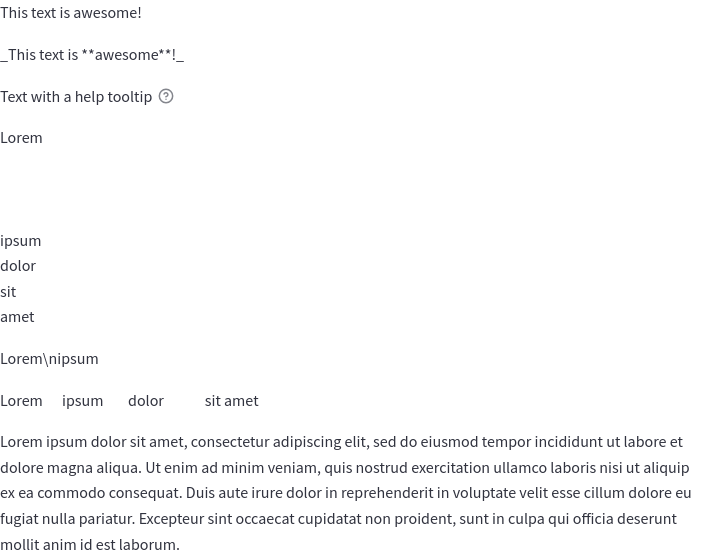 This text is awesome!
_This text is **awesome**!_
Text with a help tooltip
Lorem
ipsum
dolor
sit
amet
Lorem\nipsum
Lorem     ipsum      dolor          sit amet
Lorem ipsum dolor sit amet, consectetur adipiscing elit, sed do eiusmod tempor incididunt ut labore et
dolore magna aliqua. Ut enim ad minim veniam, quis nostrud exercitation ullamco laboris nisi ut aliquip
ex ea commodo consequat. Duis aute irure dolor in reprehenderit in voluptate velit esse cillum dolore eu
fugiat nulla pariatur. Excepteur sint occaecat cupidatat non proident, sunt in culpa qui officia deserunt
mollit anim id est laborum.